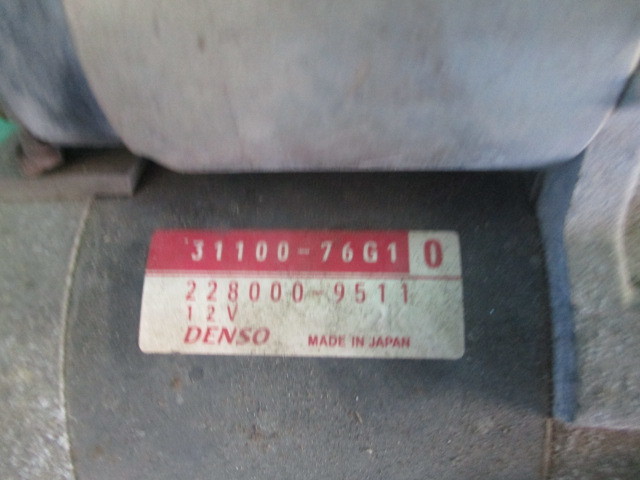 31100-76G1 0
228000-9511
12V
DENSO MADE IN JAPAN